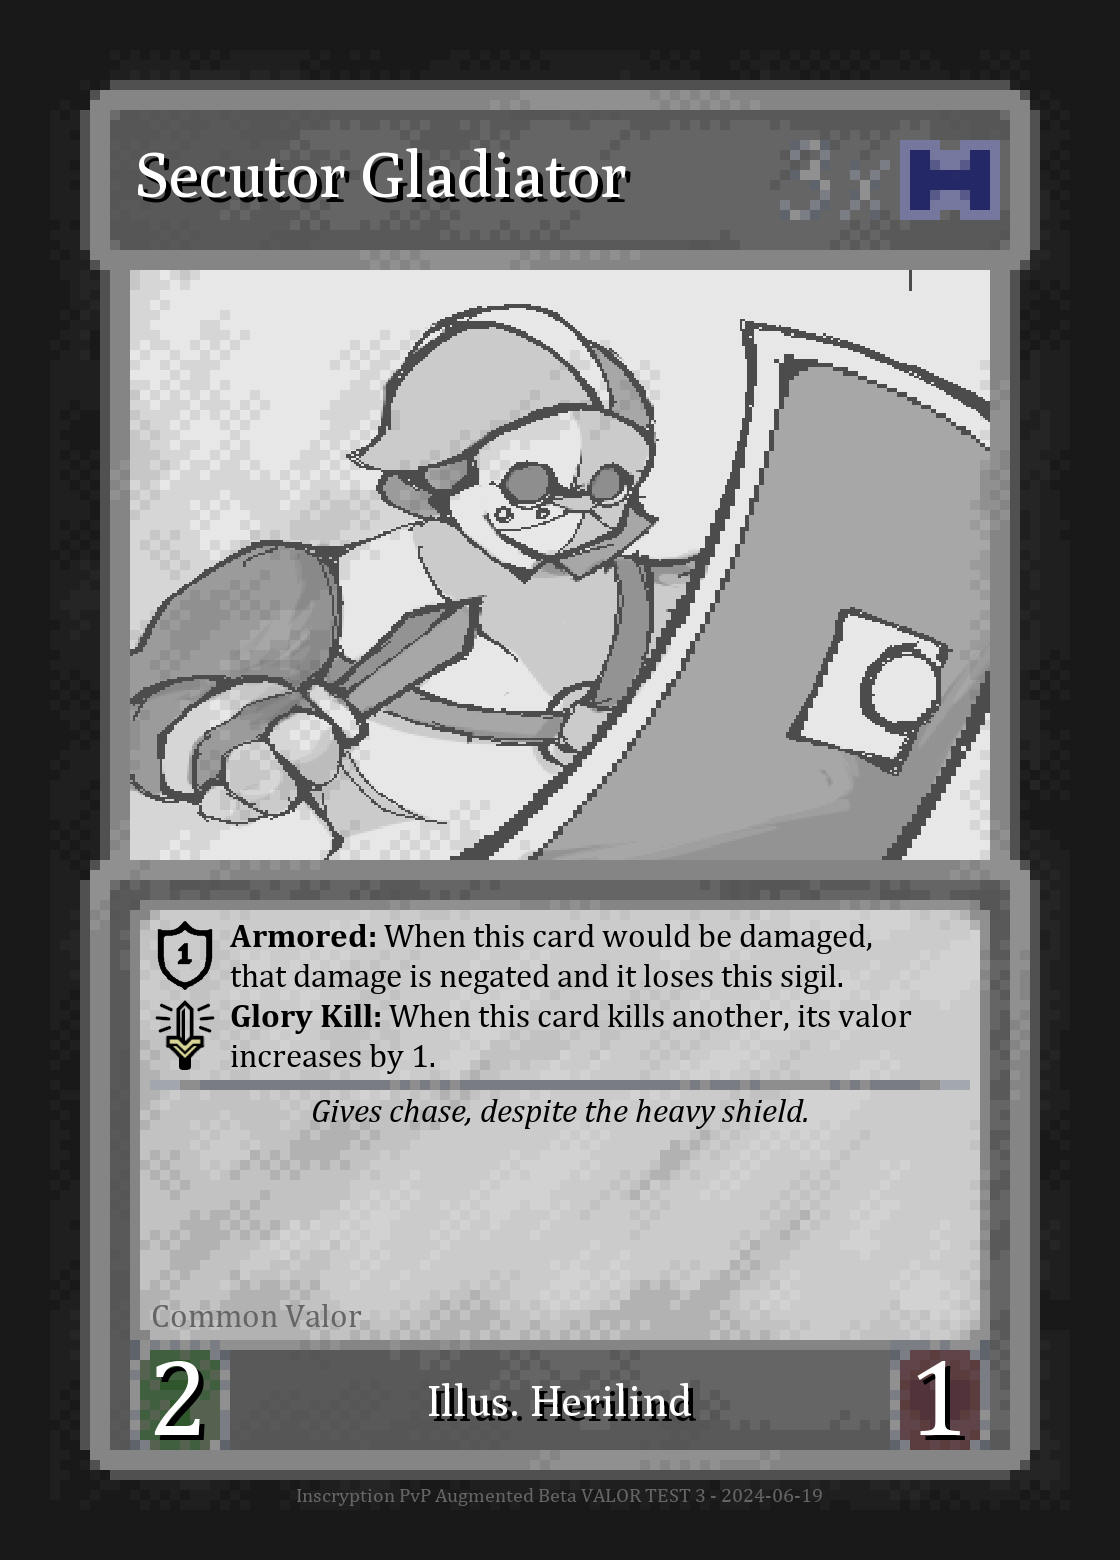 Secutor Gladiator 3x
1 Armored: When this card would be damaged,
that damage is negated and it loses this sigil.
Glory Kill: When this card kills another, its valor
increases by 1.
Gives chase, despite the heavy shield.
Common Valor
2 Illus. Herilind 1
Inscryption PvP Augmented Beta VALOR TEST 3 - 2024-06-19